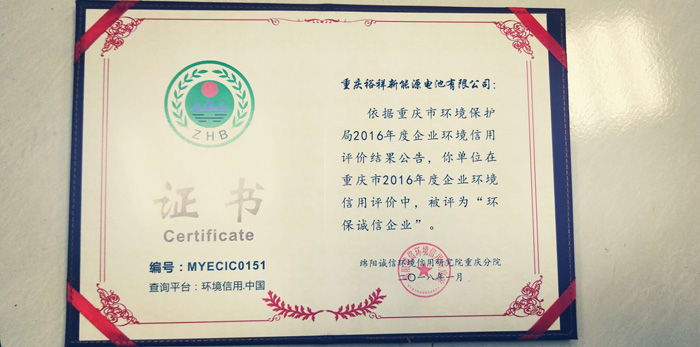 ZHB
证书
Certificate
编号：MYECIC0151
查询平台：环境信用.中国
重庆裕祥新能源电池有限公司：
依据重庆市环境保护
局2016年度企业环境信用
评价结果公告，你单位在
重庆市2016年度企业环境
信用评价中，被评为“环
保诚信企业”。
绵阳诚信环境信用研究院重庆分院
二〇一八年一月